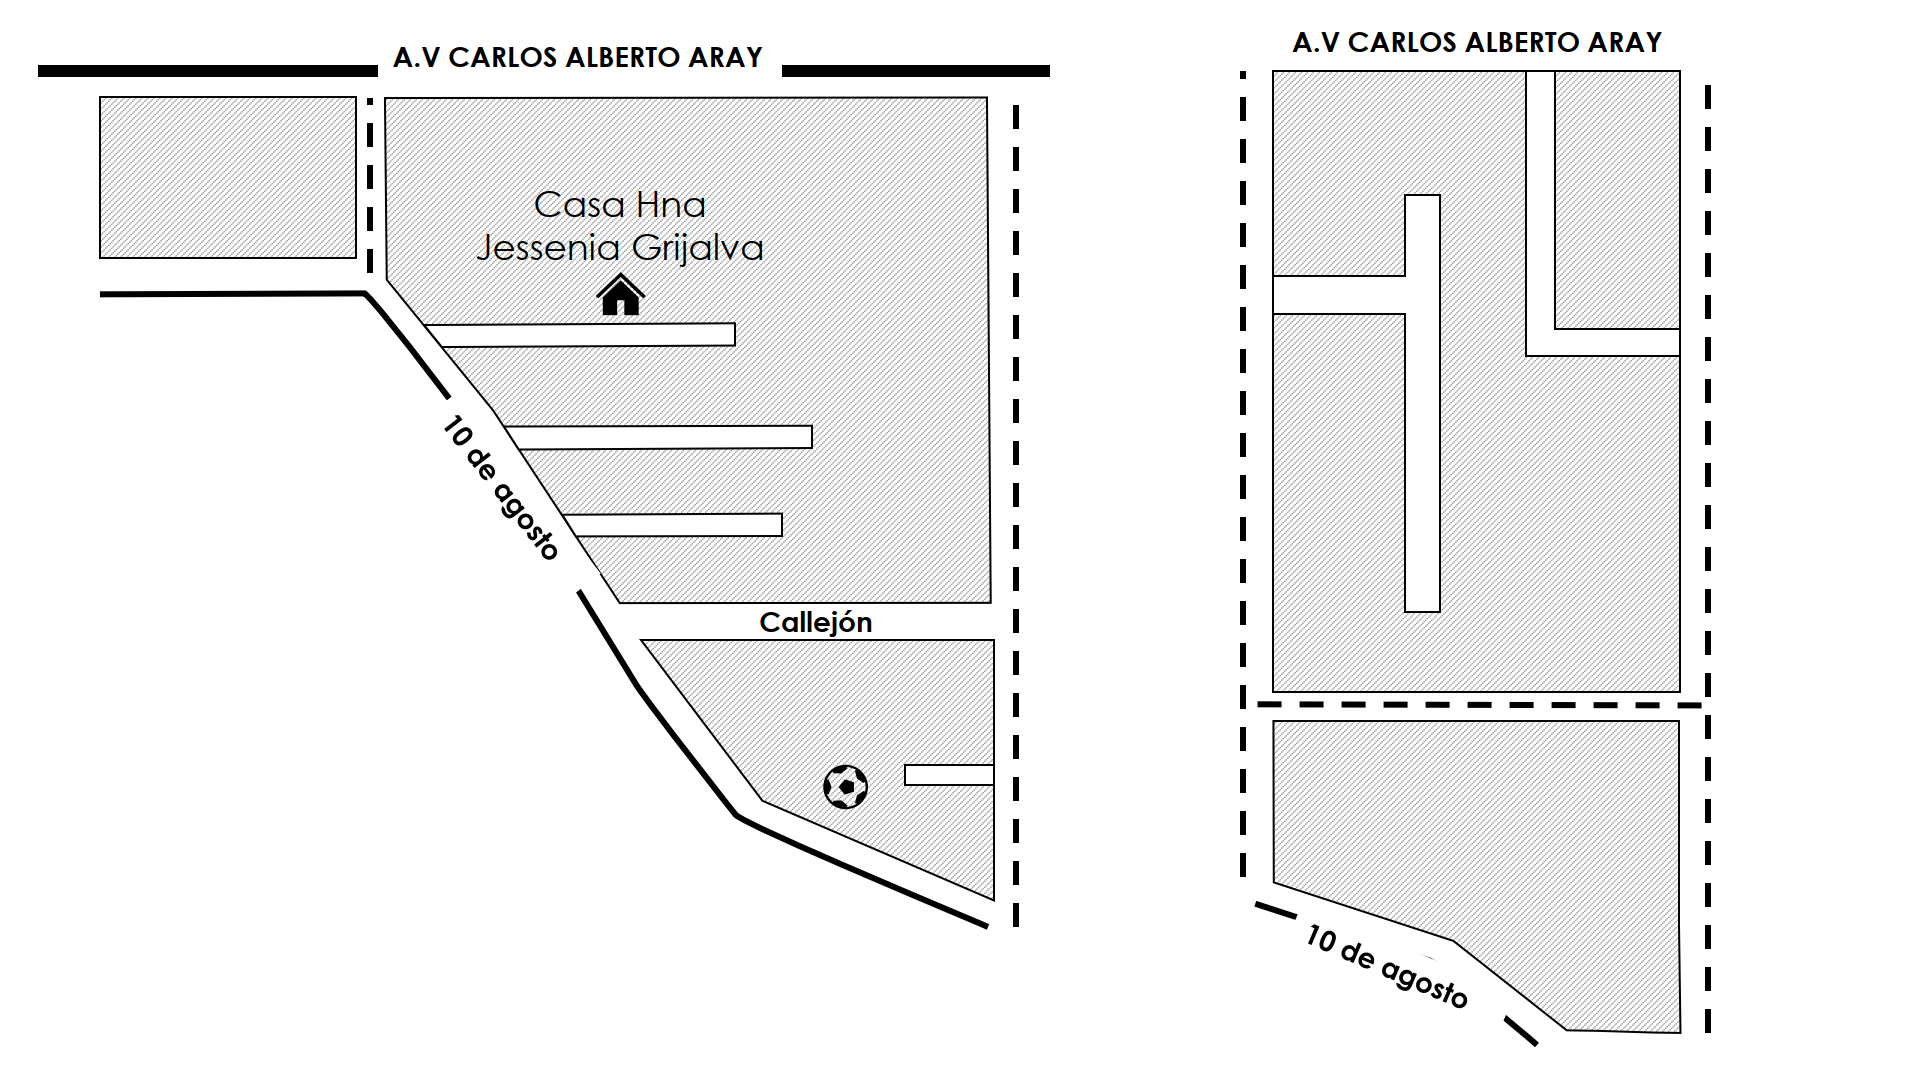 A.V CARLOS ALBERTO ARAY
Casa Hna
Jessenia Grijalva
10 de agosto
Callejón
A.V CARLOS ALBERTO ARAY
10 de agosto